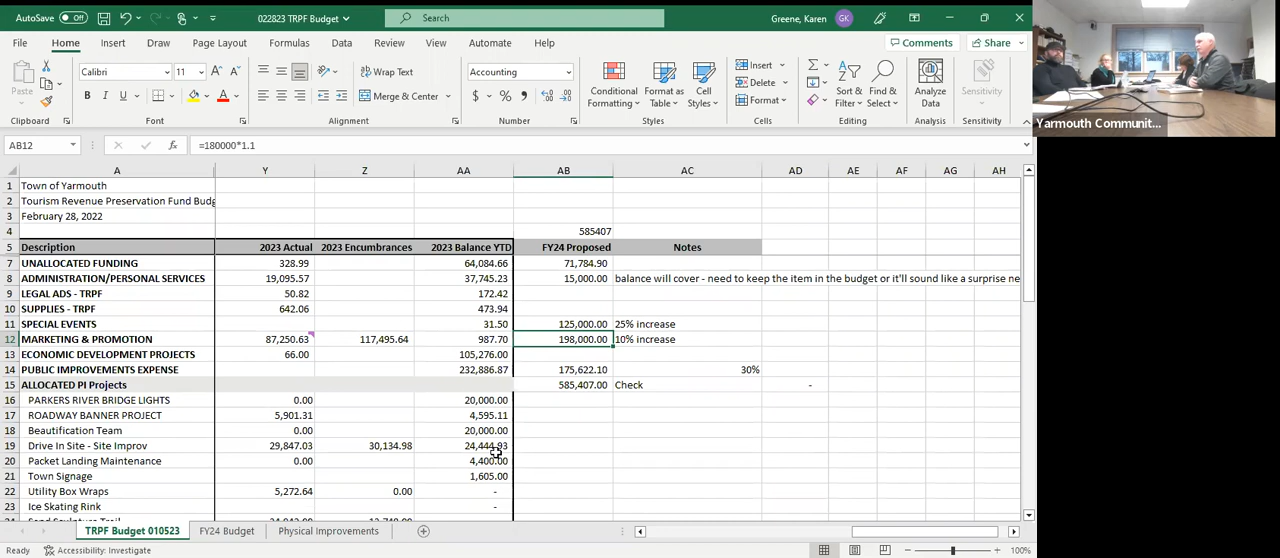 AutoSave Off 022823 TRPF Budget Search Greene, Karen GK
File Home Insert Draw Page Layout Formulas Data Review View Automate Help Comments Share
Paste Calibri 11 A A Wrap Text Accounting Conditional Formatting Format as Table Cell Styles Insert Sort & Filter Find & Select Analyze Data Sensitivity
B I U A Merge & Center $ % Delete Format
Clipboard Font Alignment Number Styles Cells Editing Analysis Sensitivity
Yarmouth Communit...
AB12 fx =180000*1.1
A Y Z AA AB AC AD AE AF AG AH
1 Town of Yarmouth
2 Tourism Revenue Preservation Fund Budg
3 February 28, 2022
4 585407
5 Description 2023 Actual 2023 Encumbrances 2023 Balance YTD FY24 Proposed Notes
7 UNALLOCATED FUNDING 328.99 64,084.66 71,784.90
8 ADMINISTRATION/PERSONAL SERVICES 19,095.57 37,745.23 15,000.00 balance will cover - need to keep the item in the budget or it'll sound like a surprise ne
9 LEGAL ADS - TRPF 50.82 172.42
10 SUPPLIES - TRPF 642.06 473.94
11 SPECIAL EVENTS 31.50 125,000.00 25% increase
12 MARKETING & PROMOTION 87,250.63 117,495.64 987.70 198,000.00 10% increase
13 ECONOMIC DEVELOPMENT PROJECTS 66.00 105,276.00
14 PUBLIC IMPROVEMENTS EXPENSE 232,886.87 175,622.10 30%
15 ALLOCATED PI Projects 585,407.00 Check -
16 PARKERS RIVER BRIDGE LIGHTS 0.00 20,000.00
17 ROADWAY BANNER PROJECT 5,901.31 4,595.11
18 Beautification Team 0.00 20,000.00
19 Drive In Site - Site Improv 29,847.03 30,134.98 24,444.93
20 Packet Landing Maintenance 0.00 4,400.00
21 Town Signage 1,605.00
22 Utility Box Wraps 5,272.64 0.00 -
23 Ice Skating Rink -
TRPF Budget 010523 FY24 Budget Physical Improvements
Ready Accessibility: Investigate 100%